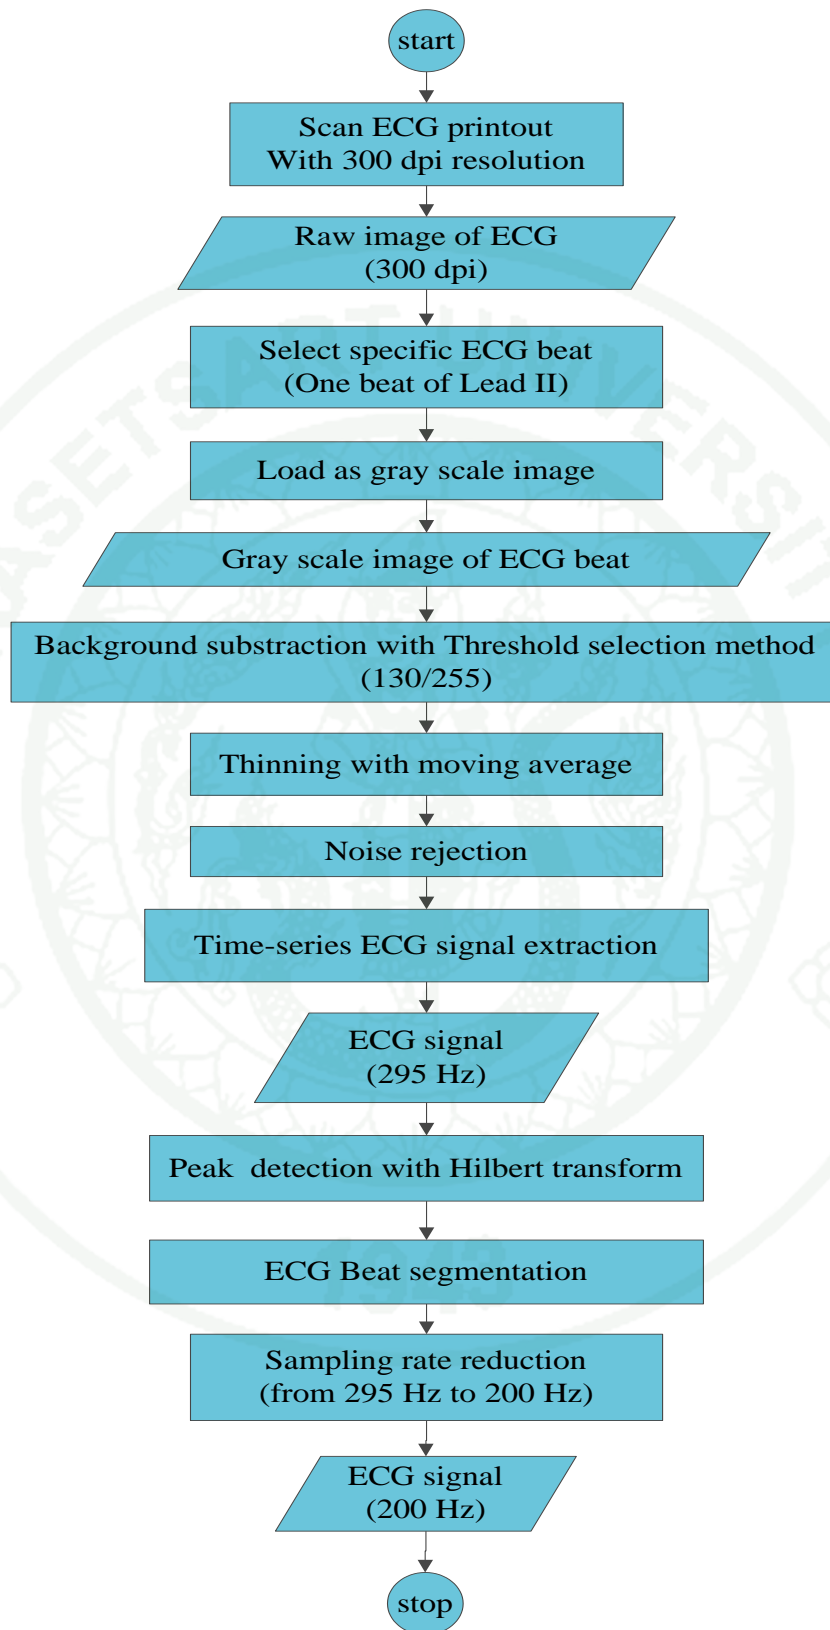 start
Scan ECG printout
With 300 dpi resolution
Raw image of ECG
(300 dpi)
Select specific ECG beat
(One beat of Lead II)
Load as gray scale image
Gray scale image of ECG beat
Background substraction with Threshold selection method
(130/255)
Thinning with moving average
Noise rejection
Time-series ECG signal extraction
ECG signal
(295 Hz)
Peak detection with Hilbert transform
ECG Beat segmentation
Sampling rate reduction
(from 295 Hz to 200 Hz)
ECG signal
(200 Hz)
stop
1943